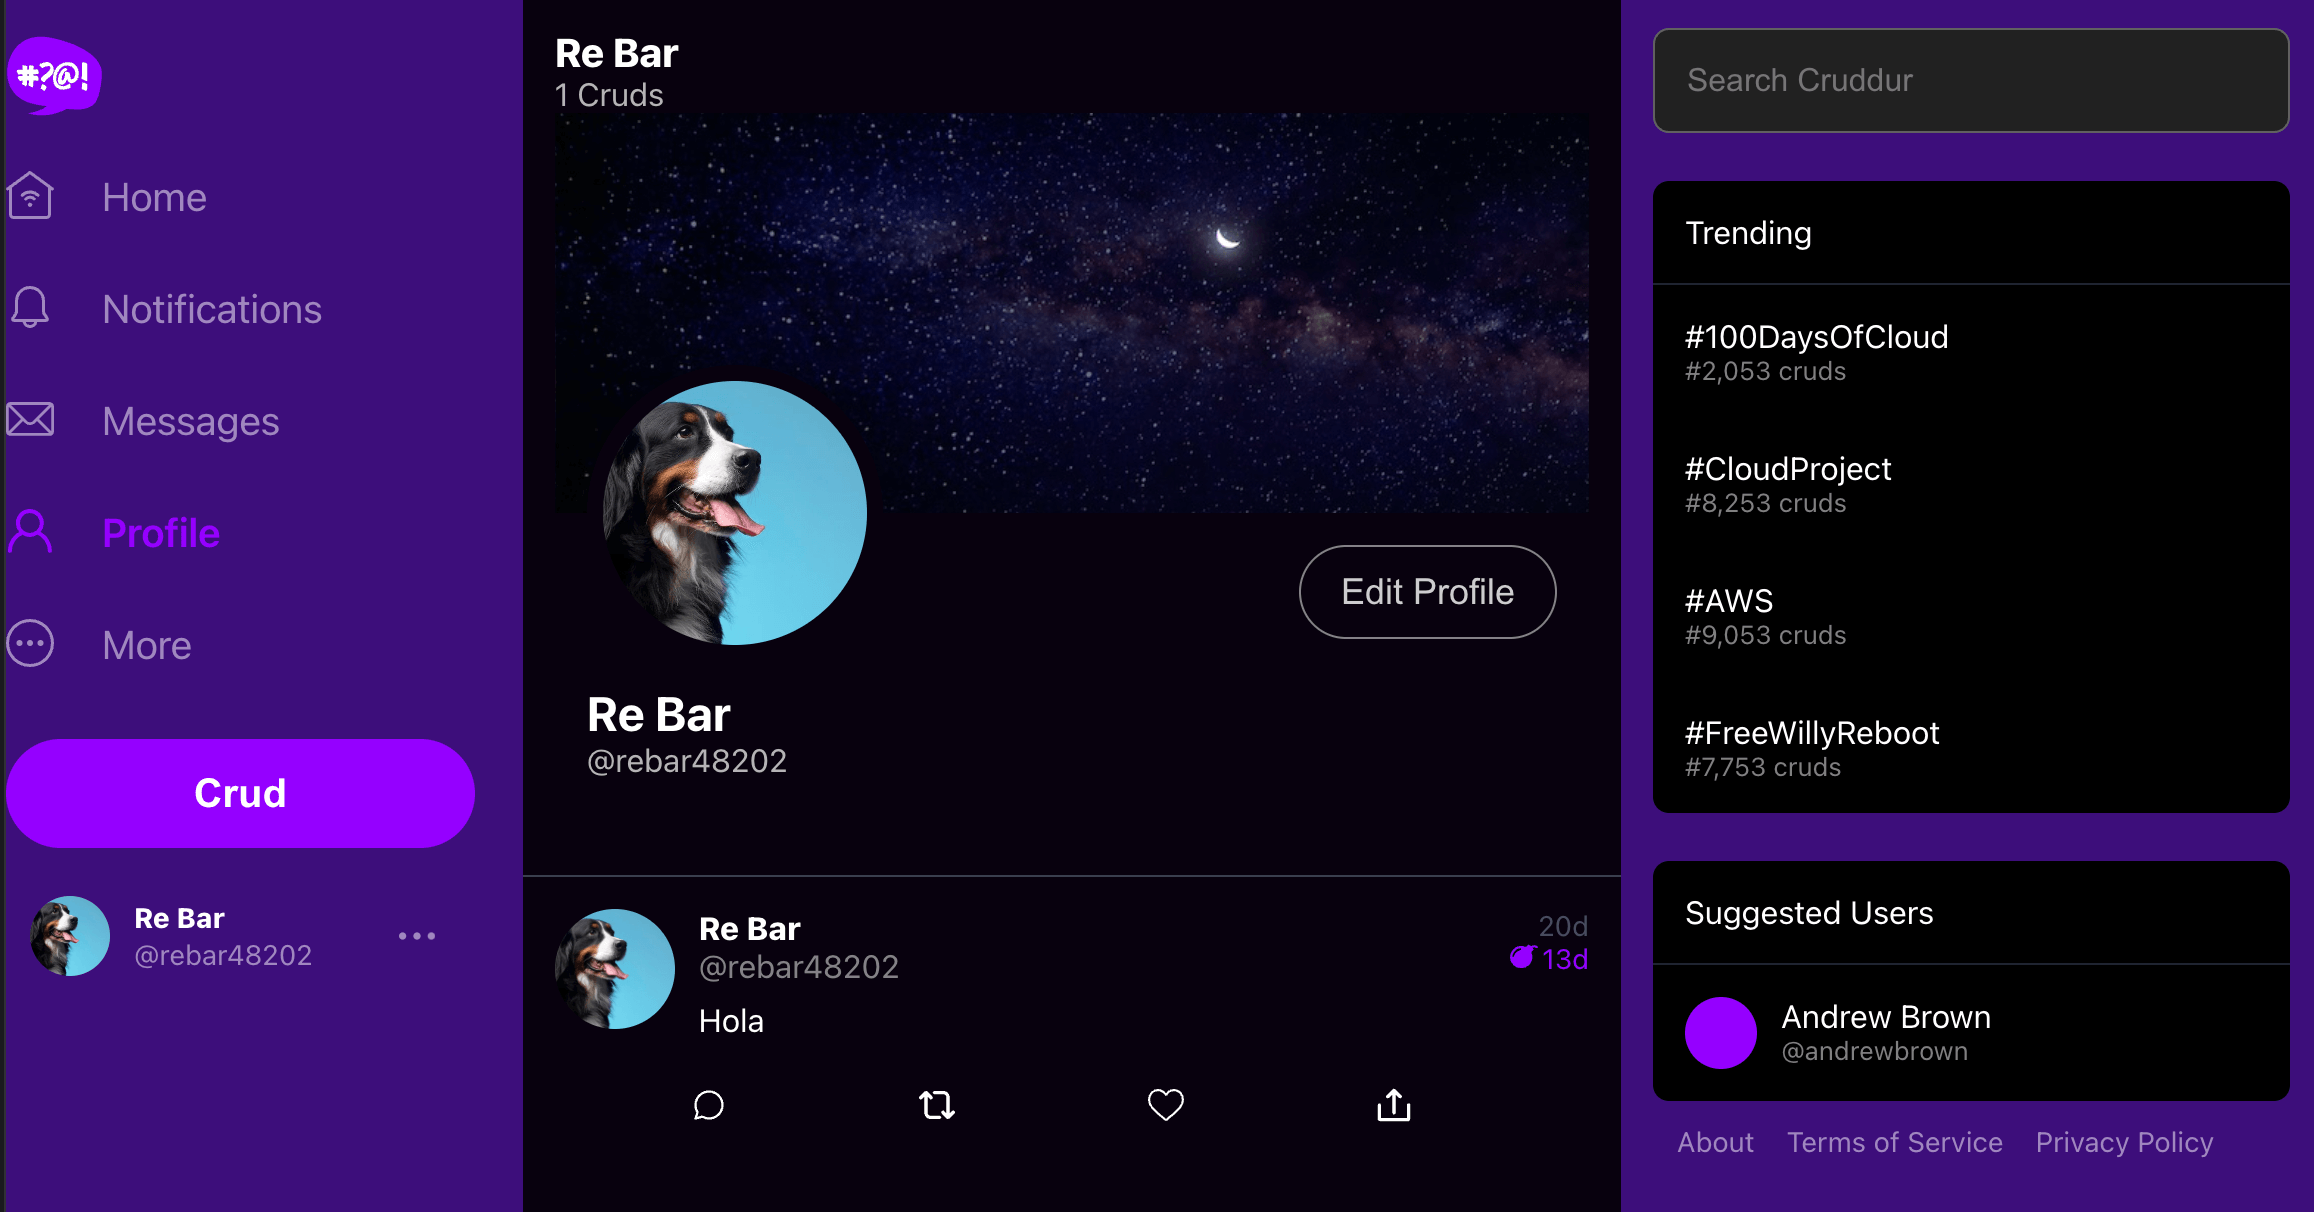 #?@!
Home
Notifications
Messages
Profile
More
Crud
Re Bar
@rebar48202
Re Bar
1 Cruds
Edit Profile
Re Bar
@rebar48202
Re Bar
@rebar48202
20d
13d
Hola
Search Cruddur
Trending
#100DaysOfCloud
#2,053 cruds
#CloudProject
#8,253 cruds
#AWS
#9,053 cruds
#FreeWillyReboot
#7,753 cruds
Suggested Users
Andrew Brown
@andrewbrown
About Terms of Service Privacy Policy